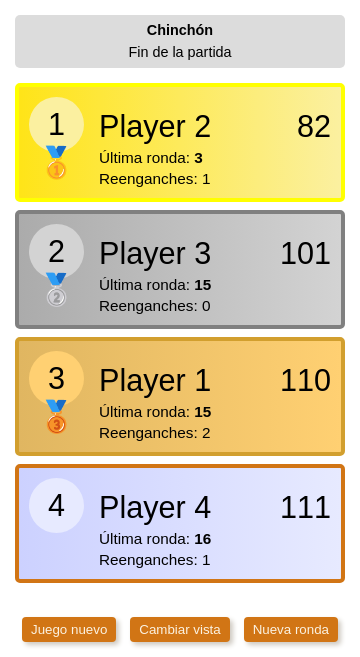 Chinchón
Fin de la partida
1
Player 2
82
Última ronda: 3
Reenganches: 1
2
Player 3
101
Última ronda: 15
Reenganches: 0
3
Player 1
110
Última ronda: 15
Reenganches: 2
4
Player 4
111
Última ronda: 16
Reenganches: 1
Juego nuevo
Cambiar vista
Nueva ronda